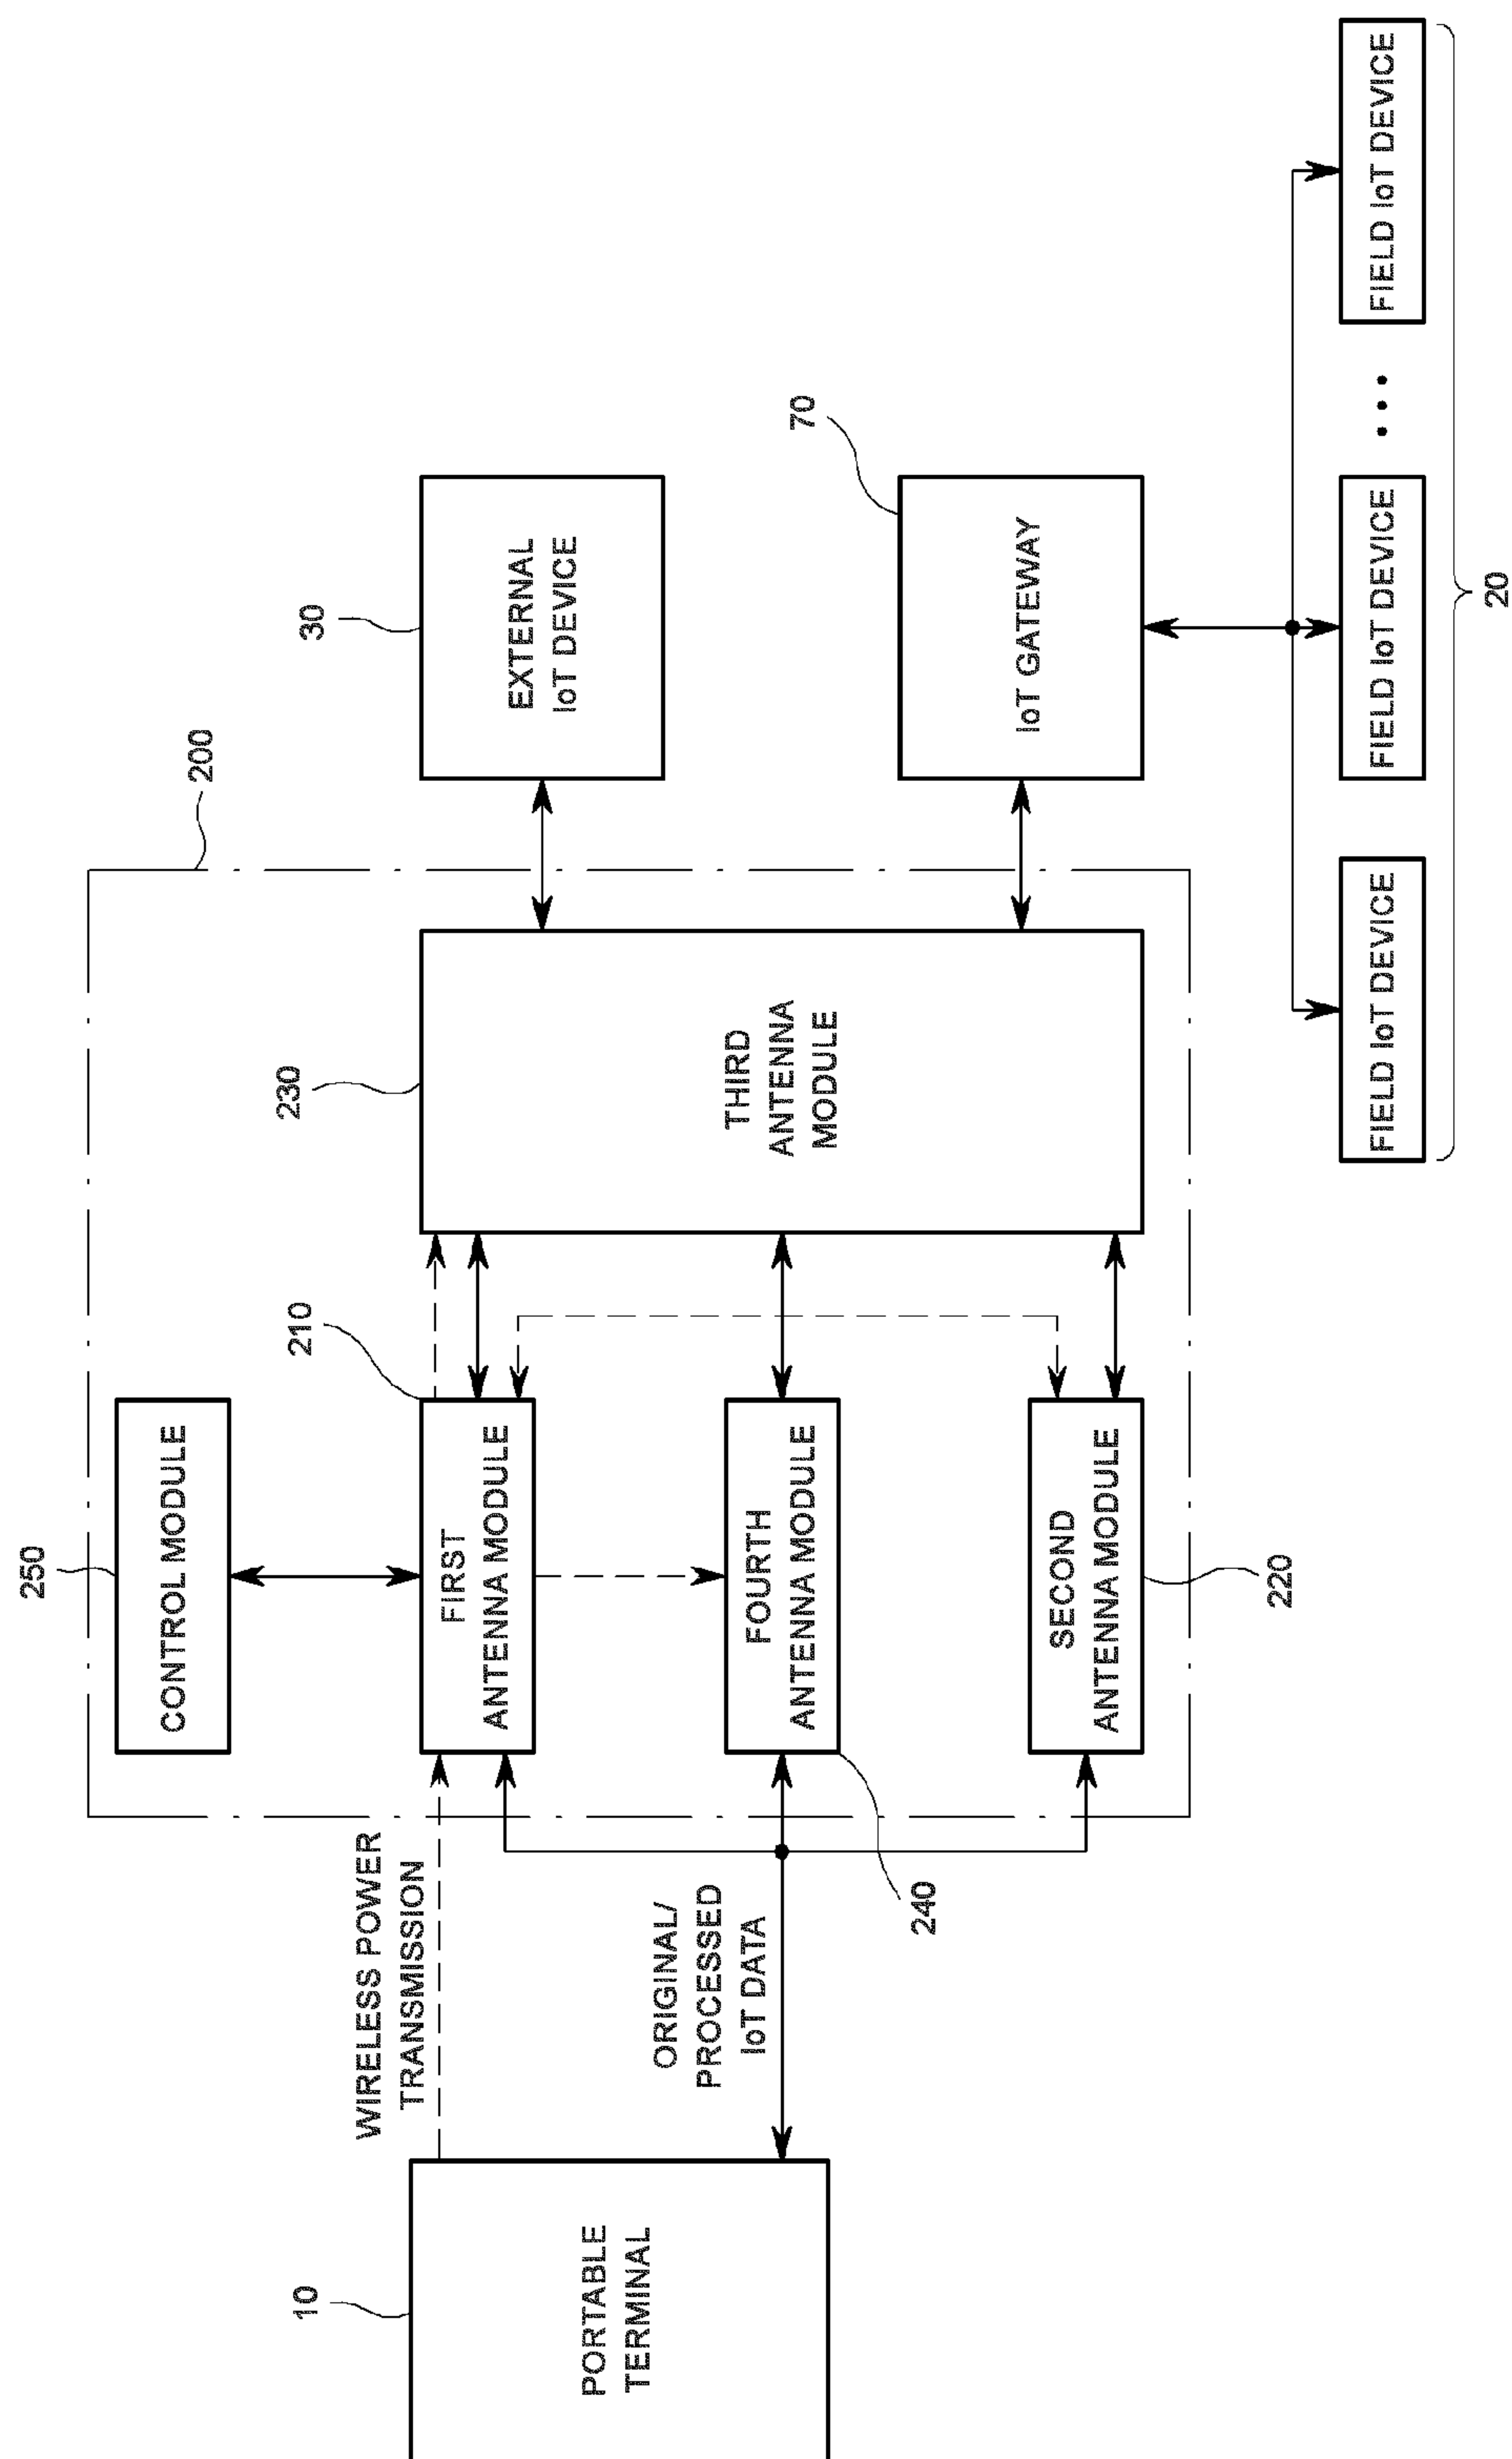 10
PORTABLE
TERMINAL
WIRELESS POWER
TRANSMISSION
ORIGINAL/
PROCESSED
IoT DATA
200
250
CONTROL MODULE
210
FIRST
ANTENNA MODULE
240
FOURTH
ANTENNA MODULE
220
SECOND
ANTENNA MODULE
230
THIRD
ANTENNA
MODULE
30
EXTERNAL
IoT DEVICE
70
IoT GATEWAY
FIELD IoT DEVICE
FIELD IoT DEVICE
• • •
FIELD IoT DEVICE
20